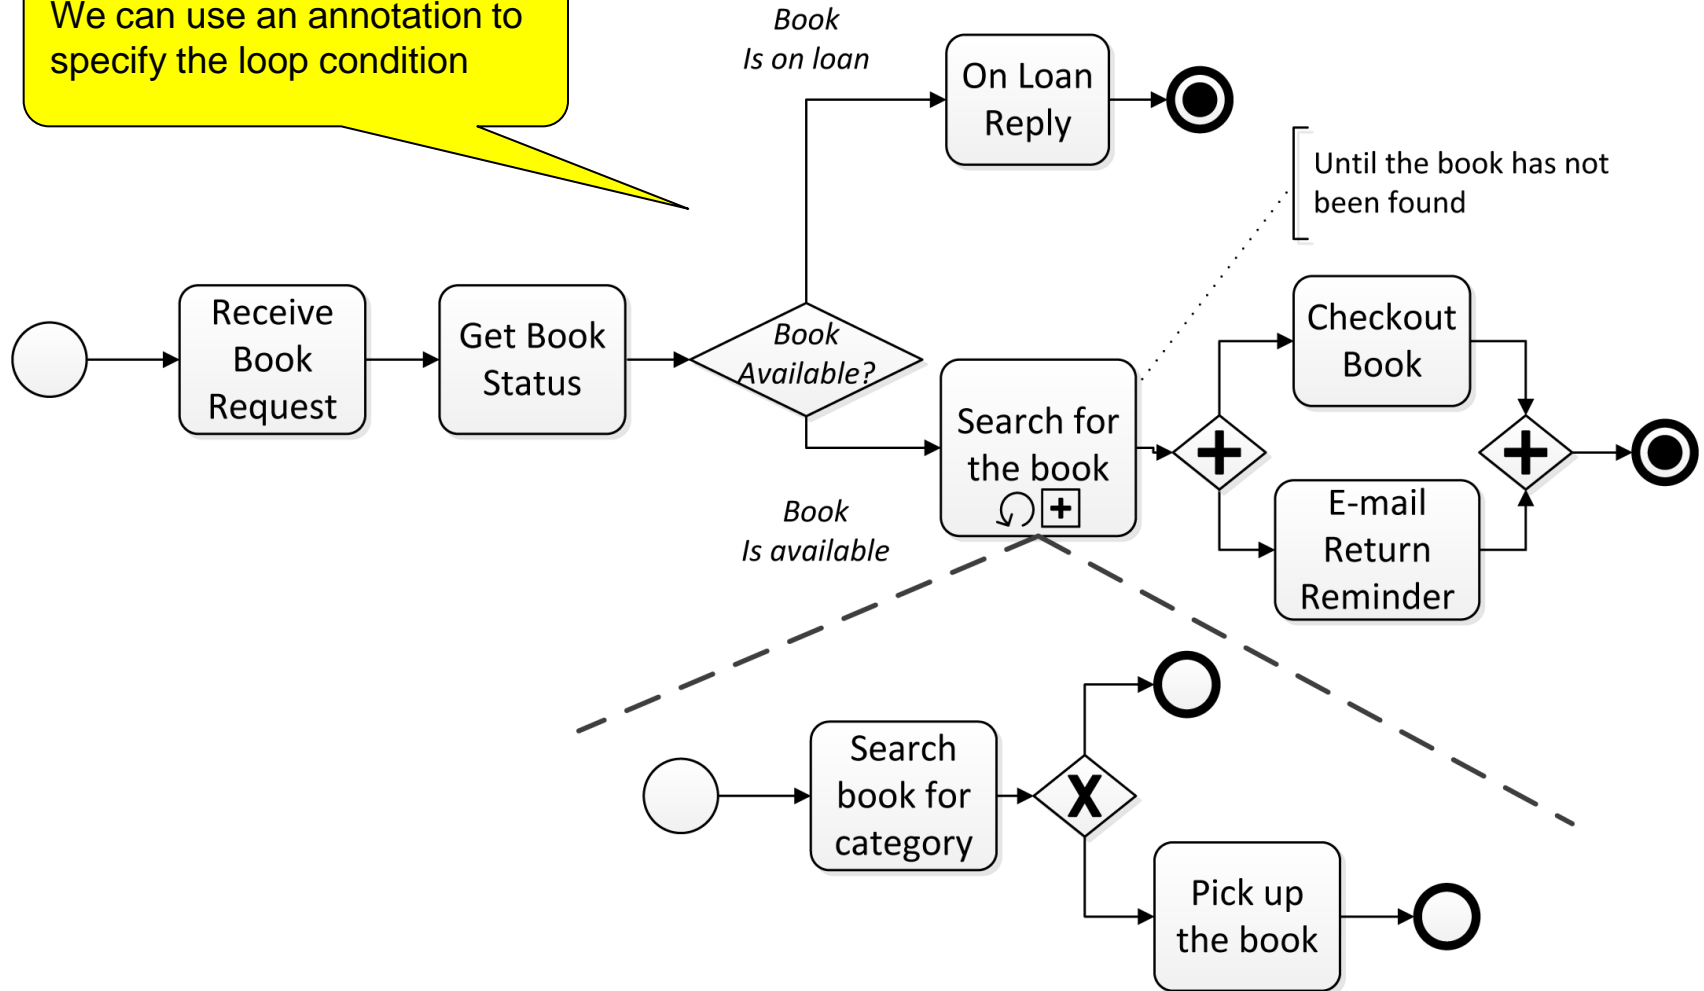 We can use an annotation to
specify the loop condition
Book
Is on loan
On Loan
Reply
Until the book has not
been found
Receive
Book
Request
Get Book
Status
Book
Available?
Search for
the book
Checkout
Book
E-mail
Return
Reminder
Book
Is available
Search
book for
category
X
Pick up
the book